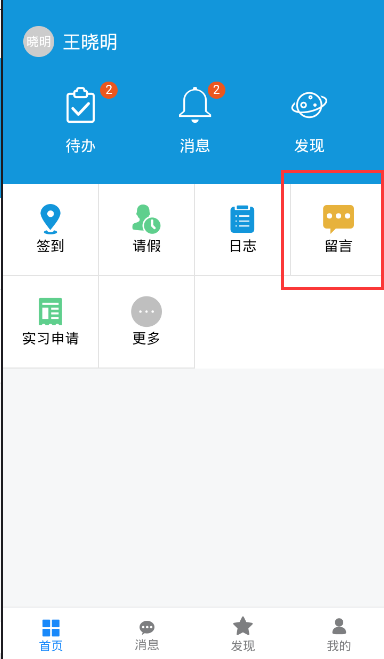 晓明 王晓明
2 2
待办 消息 发现
签到 请假 日志 留言
实习申请 更多
首页 消息 发现 我的